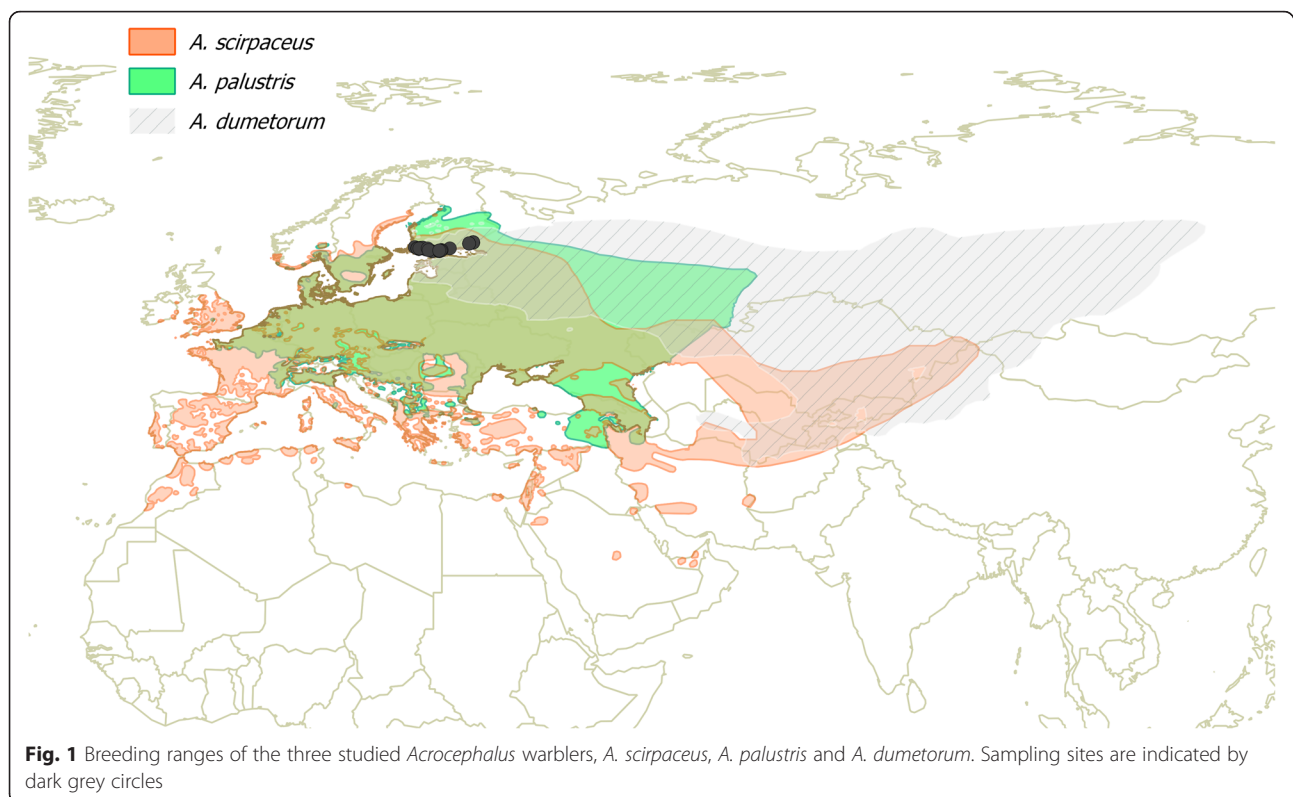 A. scirpaceus
A. palustris
A. dumetorum
Fig. 1 Breeding ranges of the three studied Acrocephalus warblers, A. scirpaceus, A. palustris and A. dumetorum. Sampling sites are indicated by
dark grey circles